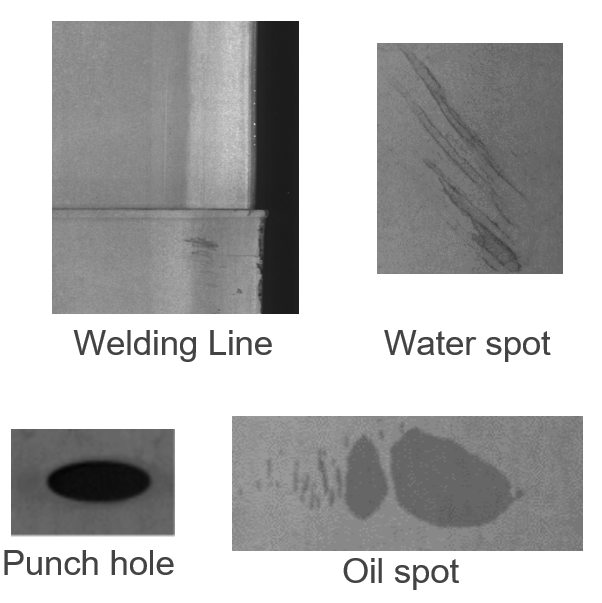 Welding Line
Water spot
Punch hole
Oil spot